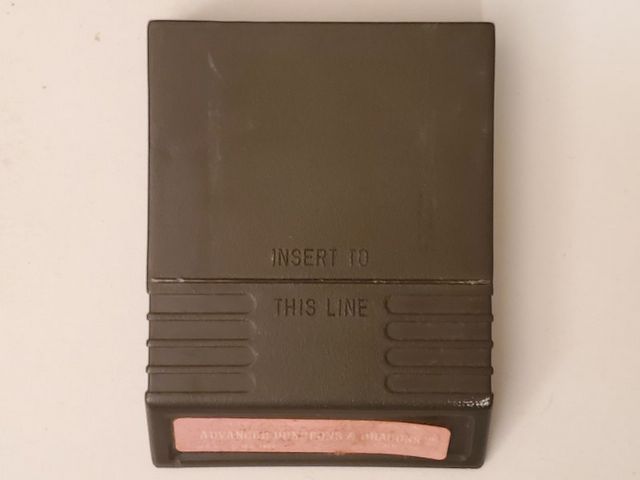 INSERT TO
THIS LINE
ADVANCED DUNGEONS & DRAGONS